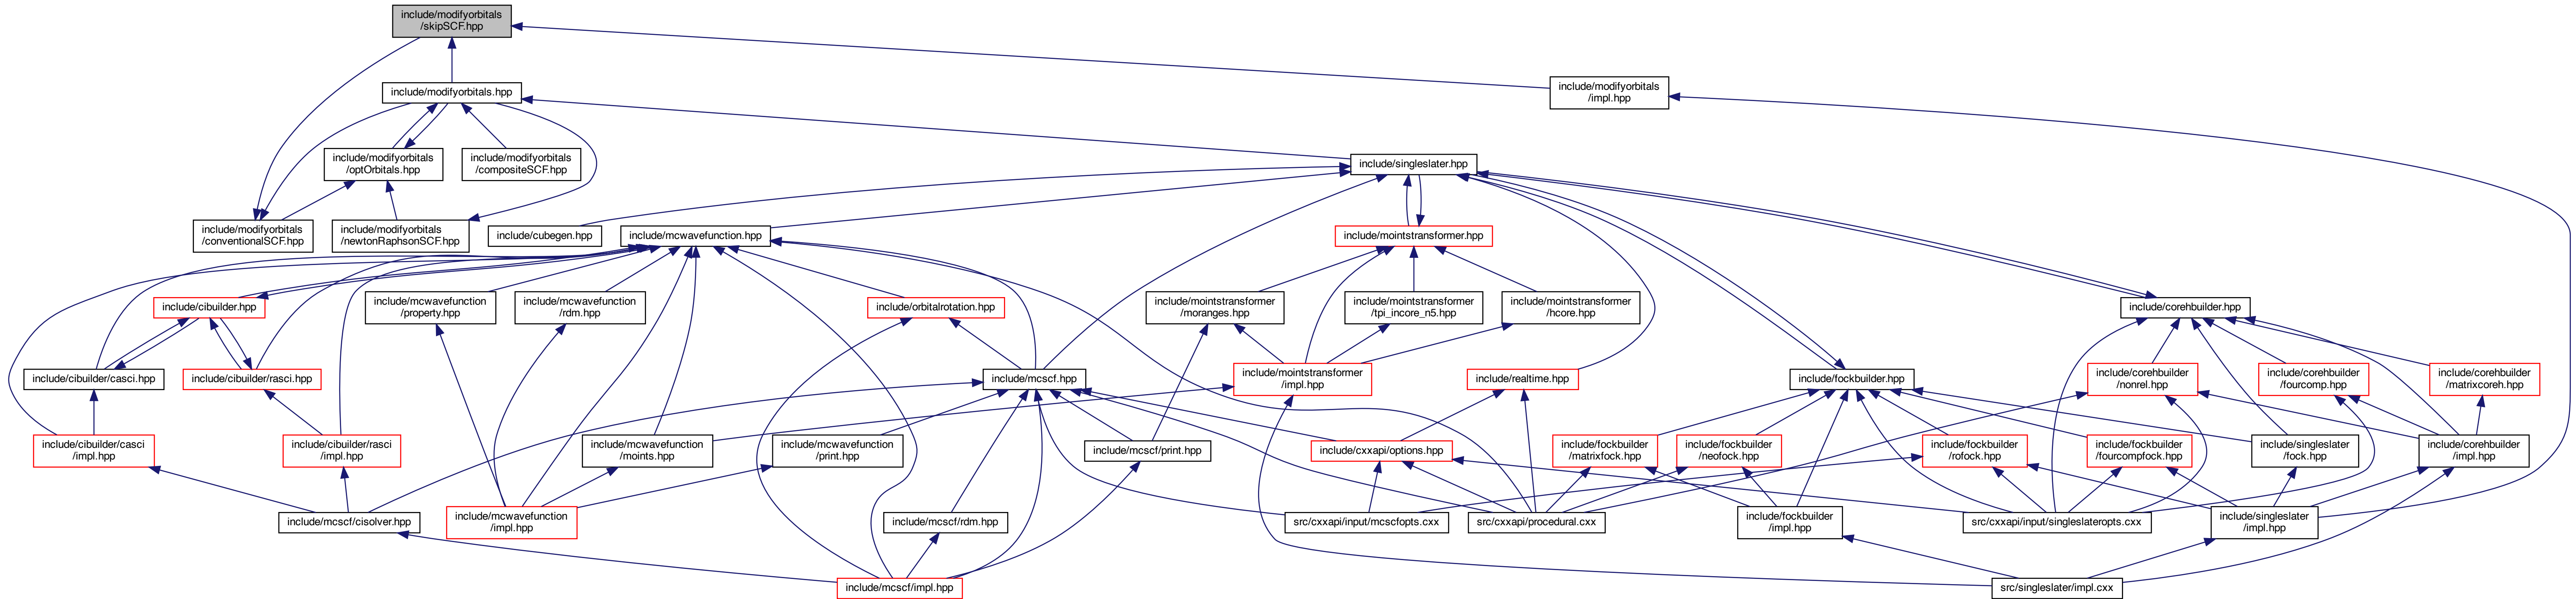 include/modifyorbitals
/skipSCF.hpp
include/modifyorbitals.hpp
include/modifyorbitals
/impl.hpp
include/modifyorbitals
/optOrbitals.hpp
include/modifyorbitals
/compositeSCF.hpp
include/singleslater.hpp
include/modifyorbitals
/conventionalSCF.hpp
include/modifyorbitals
/newtonRaphsonSCF.hpp
include/cubegen.hpp
include/mcwavefunction.hpp
include/mointstransformer.hpp
include/cibuilder.hpp
include/mcwavefunction
/property.hpp
include/mcwavefunction
/rdm.hpp
include/orbitalrotation.hpp
include/mointstransformer
/moranges.hpp
include/mointstransformer
/tpi_incore_n5.hpp
include/mointstransformer
/hcore.hpp
include/corehbuilder.hpp
include/cibuilder/casci.hpp
include/cibuilder/rasci.hpp
include/mcscf.hpp
include/mointstransformer
/impl.hpp
include/realtime.hpp
include/fockbuilder.hpp
include/corehbuilder
/nonrel.hpp
include/corehbuilder
/fourcomp.hpp
include/corehbuilder
/matrixcoreh.hpp
include/cibuilder/casci
/impl.hpp
include/cibuilder/rasci
/impl.hpp
include/mcwavefunction
/moints.hpp
include/mcwavefunction
/print.hpp
include/mcscf/print.hpp
include/cxxapi/options.hpp
include/fockbuilder
/matrixfock.hpp
include/fockbuilder
/neofock.hpp
include/fockbuilder
/rofock.hpp
include/fockbuilder
/fourcompfock.hpp
include/singleslater
/fock.hpp
include/corehbuilder
/impl.hpp
include/mcscf/cisolver.hpp
include/mcwavefunction
/impl.hpp
include/mcscf/rdm.hpp
src/cxxapi/input/mcscfopts.cxx
src/cxxapi/procedural.cxx
include/fockbuilder
/impl.hpp
src/cxxapi/input/singleslateropts.cxx
include/singleslater
/impl.hpp
include/mcscf/impl.hpp
src/singleslater/impl.cxx